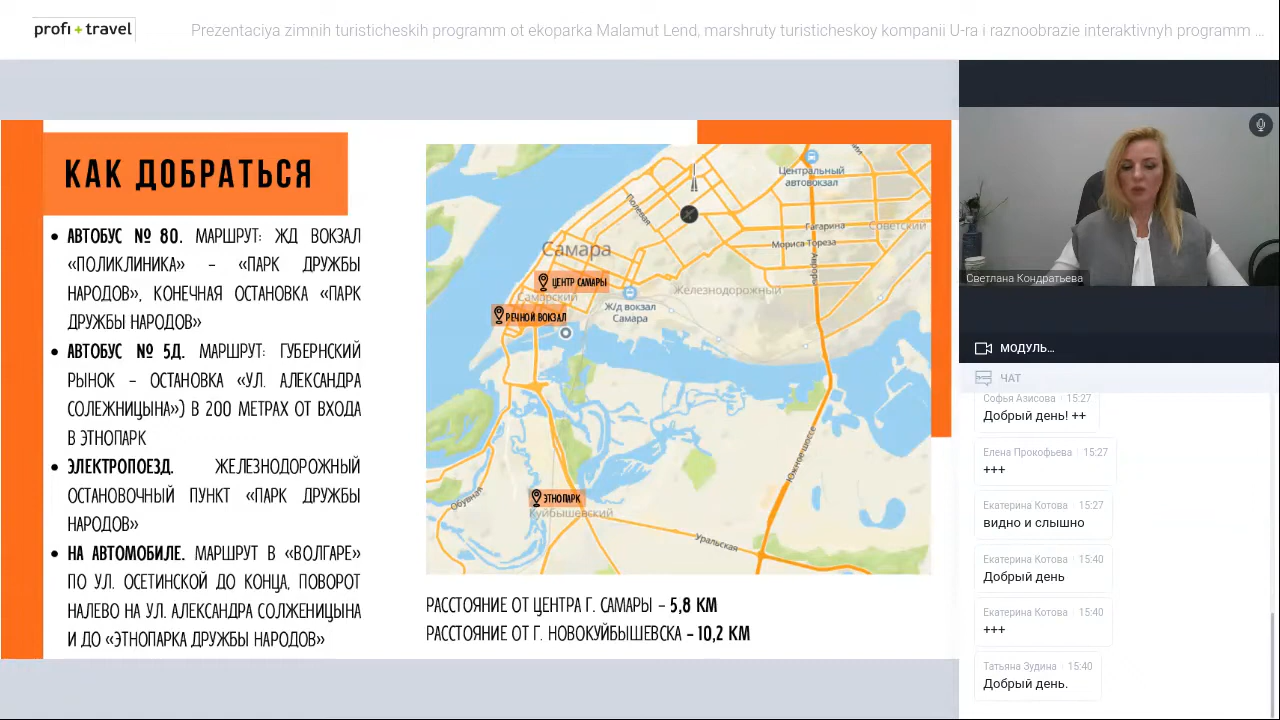 profi+travel
Prezentaciya zimnih turisticheskih programm ot ekoparka Malamut Lend, marshruty turisticheskoy kompanii U-ra i raznoobrazie interaktivnyh programm ...
КАК ДОБРАТЬСЯ
• АВТОБУС № 80. МАРШРУТ: ЖД ВОКЗАЛ
«ПОЛИКЛИНИКА» – «ПАРК ДРУЖБЫ
НАРОДОВ», КОНЕЧНАЯ ОСТАНОВКА «ПАРК
ДРУЖБЫ НАРОДОВ»
• АВТОБУС № 5Д. МАРШРУТ: ГУБЕРНСКИЙ
РЫНОК – ОСТАНОВКА «УЛ. АЛЕКСАНДРА
СОЛЕЖНИЦЫНА») В 200 МЕТРАХ ОТ ВХОДА
В ЭТНОПАРК
• ЭЛЕКТРОПОЕЗД. ЖЕЛЕЗНОДОРОЖНЫЙ
ОСТАНОВОЧНЫЙ ПУНКТ «ПАРК ДРУЖБЫ
НАРОДОВ»
• НА АВТОМОБИЛЕ. МАРШРУТ В «ВОЛГАРЕ»
ПО УЛ. ОСЕТИНСКОЙ ДО КОНЦА, ПОВОРОТ
НАЛЕВО НА УЛ. АЛЕКСАНДРА СОЛЖЕНИЦЫНА
И ДО «ЭТНОПАРКА ДРУЖБЫ НАРОДОВ»
Центральный
автовокзал
Полевая
Гагарина
Советский
Мориса Тореза
Авроры
Самара
ЦЕНТР САМАРЫ
Самарский
Железнодорожный
Ж/д вокзал
Самара
РЕЧНОЙ ВОКЗАЛ
Южное шоссе
Обувная
ЭТНОПАРК
Куйбышевский
Уральская
РАССТОЯНИЕ ОТ ЦЕНТРА Г. САМАРЫ – 5,8 КМ
РАССТОЯНИЕ ОТ Г. НОВОКУЙБЫШЕВСКА – 10,2 КМ
Светлана Кондратьева
МОДУЛЬ...
ЧАТ
Софья Азисова · 15:27
Добрый день! ++
Елена Прокофьева · 15:27
+++
Екатерина Котова · 15:27
видно и слышно
Екатерина Котова · 15:40
Добрый день
Екатерина Котова · 15:40
+++
Татьяна Зудина · 15:40
Добрый день.